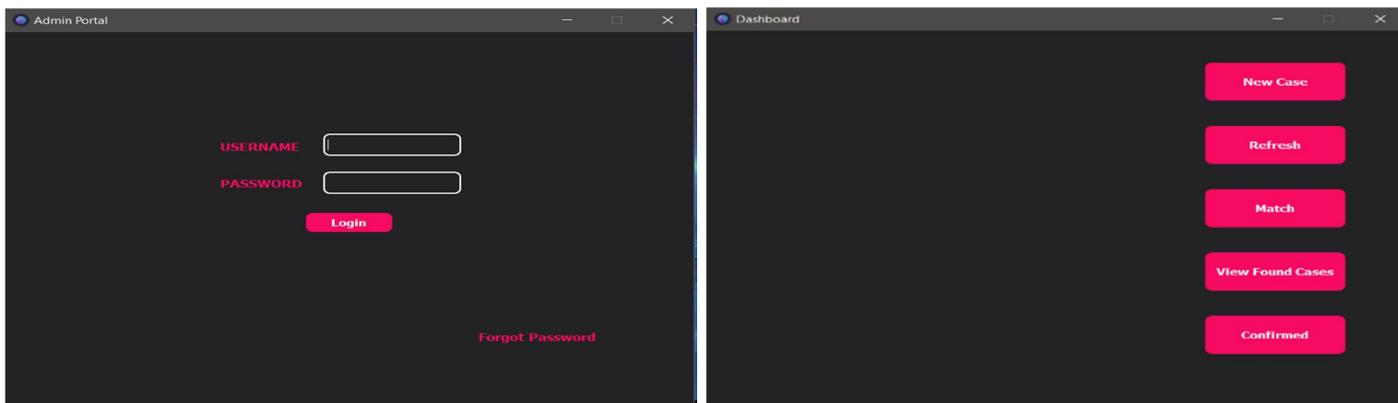 Admin Portal
USERNAME
PASSWORD
Login
Forgot Password
Dashboard
New Case
Refresh
Match
View Found Cases
Confirmed